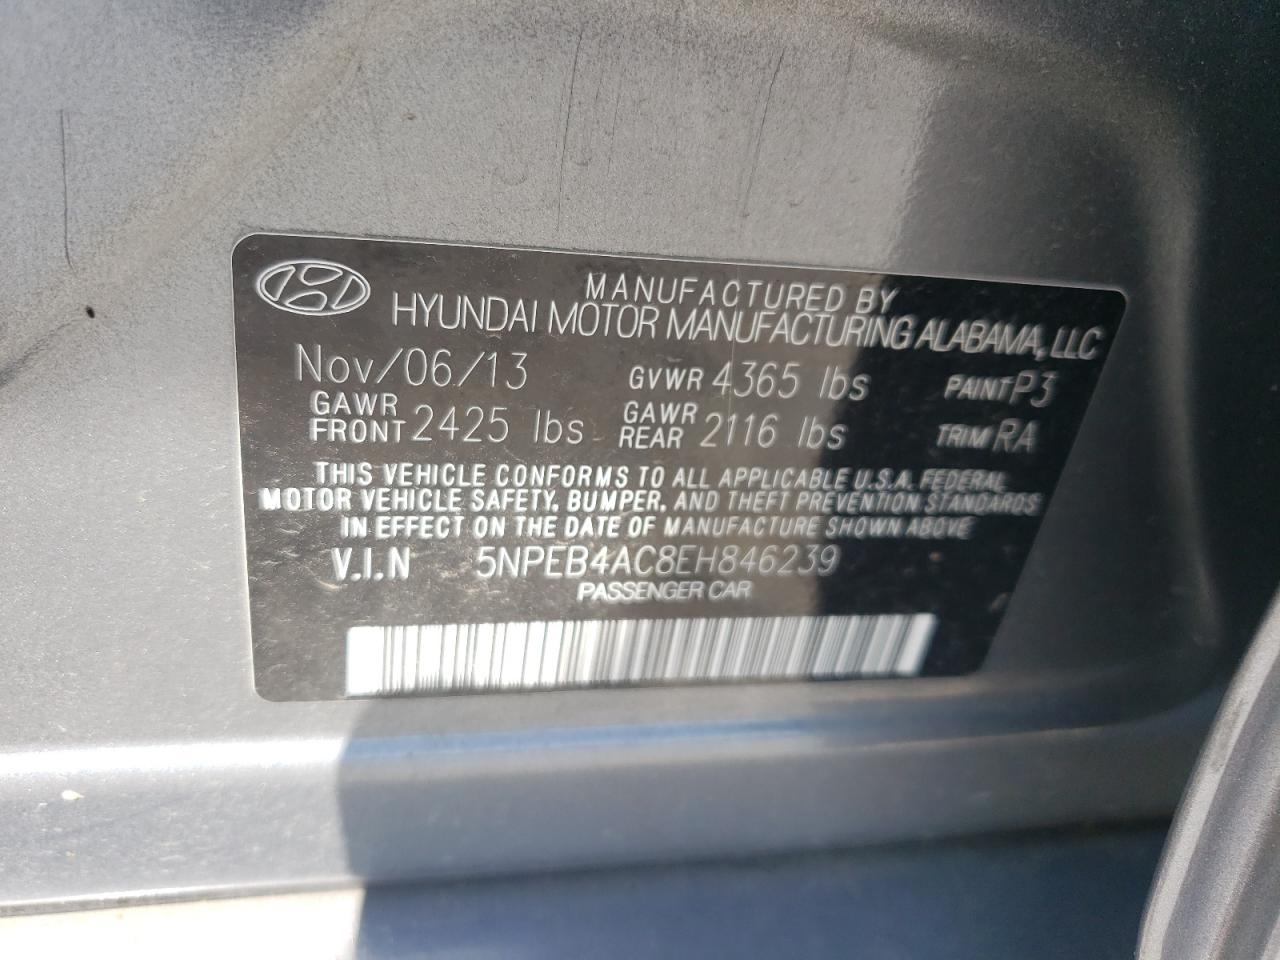 MANUFACTURED BY
HYUNDAI MOTOR MANUFACTURING ALABAMA, LLC
Nov/06/13 GVWR 4365 lbs PAINT P3
GAWR FRONT 2425 lbs GAWR REAR 2116 lbs TRIM RA
THIS VEHICLE CONFORMS TO ALL APPLICABLE U.S.A. FEDERAL
MOTOR VEHICLE SAFETY, BUMPER, AND THEFT PREVENTION STANDARDS
IN EFFECT ON THE DATE OF MANUFACTURE SHOWN ABOVE
V.I.N 5NPEB4AC8EH846239
PASSENGER CAR